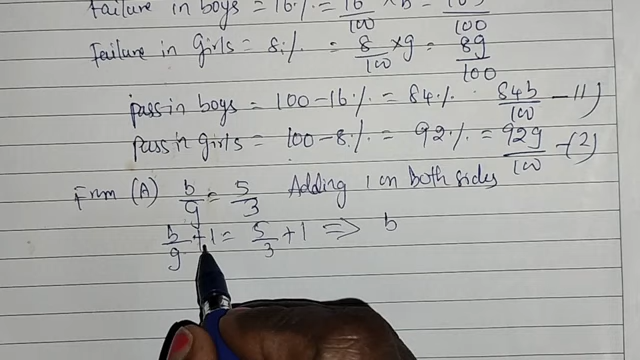 Failure in boys = 16 ·/. = 16/100 × b =
Failure in girls = 8 ·/. = 8/100 × g = 8g/100
pass in boys = 100 - 16 ·/. = 84 ·/. 84b/100 - (1)
pass in girls = 100 - 8 ·/. = 92 ·/. = 92g/100 - (2)
From (A) b/g = 5/3 Adding 1 on both sides
b/g + 1 = 5/3 + 1 ⇒ b